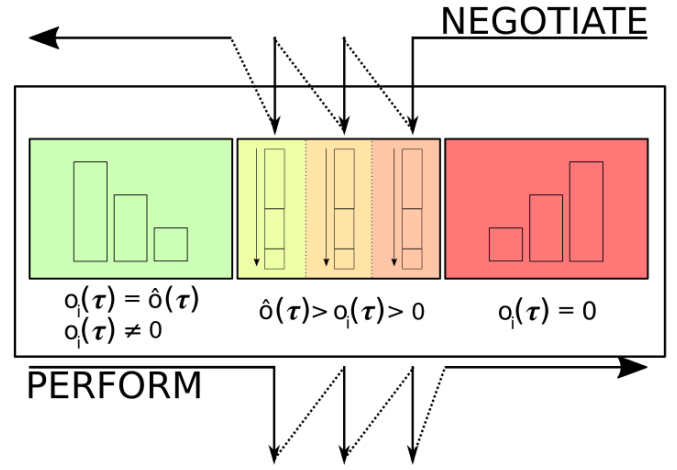 NEGOTIATE
oᵢ(τ) = ô(τ)
oᵢ(τ) ≠ 0
ô(τ) > oᵢ(τ) > 0
oᵢ(τ) = 0
PERFORM